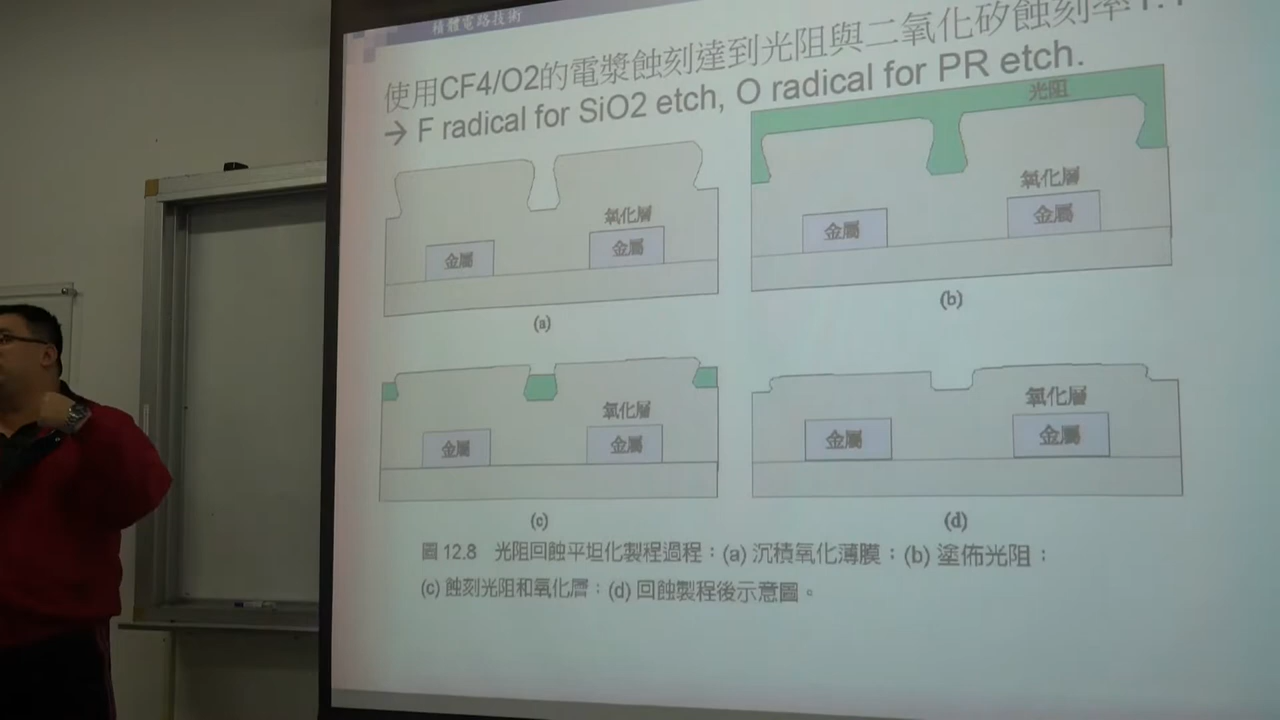 積體電路技術
使用CF4/O2的電漿蝕刻達到光阻與二氧化矽蝕刻率1:1
→ F radical for SiO2 etch, O radical for PR etch.
氧化層
金屬
金屬
(a)
光阻
氧化層
金屬
金屬
(b)
氧化層
金屬
金屬
(c)
氧化層
金屬
金屬
(d)
圖 12.8 光阻回蝕平坦化製程過程：(a) 沉積氧化薄膜；(b) 塗佈光阻；
(c) 蝕刻光阻和氧化層；(d) 回蝕製程後示意圖。